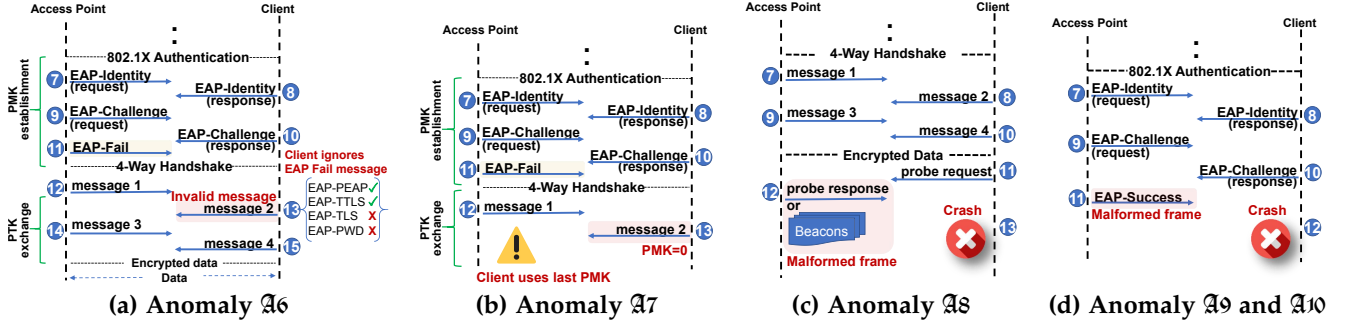 Access Point Client
802.1X Authentication
PMK establishment
7 EAP-Identity (request)
EAP-Identity (response) 8
9 EAP-Challenge (request)
EAP-Challenge (response) 10
11 EAP-Fail
4-Way Handshake
Client ignores
EAP Fail message
PTK exchange
12 message 1
Invalid message
message 2 13
EAP-PEAP ✓
EAP-TTLS ✓
EAP-TLS X
EAP-PWD X
14 message 3
message 4 15
Encrypted data
Data
(a) Anomaly 𝔄6
Access Point Client
802.1X Authentication
PMK establishment
7 EAP-Identity (request)
EAP-Identity (response) 8
9 EAP-Challenge (request)
EAP-Challenge (response) 10
11 EAP-Fail
4-Way Handshake
PTK exchange
12 message 1
message 2 13
PMK=0
Client uses last PMK
(b) Anomaly 𝔄7
Access Point Client
4-Way Handshake
7 message 1
message 2 8
9 message 3
message 4 10
Encrypted Data
probe request 11
12 probe response
or
Beacons
Malformed frame
Crash
13
(c) Anomaly 𝔄8
Access Point Client
802.1X Authentication
7 EAP-Identity (request)
EAP-Identity (response) 8
9 EAP-Challenge (request)
EAP-Challenge (response) 10
11 EAP-Success
Malformed frame
Crash
12
(d) Anomaly 𝔄9 and 𝔄10